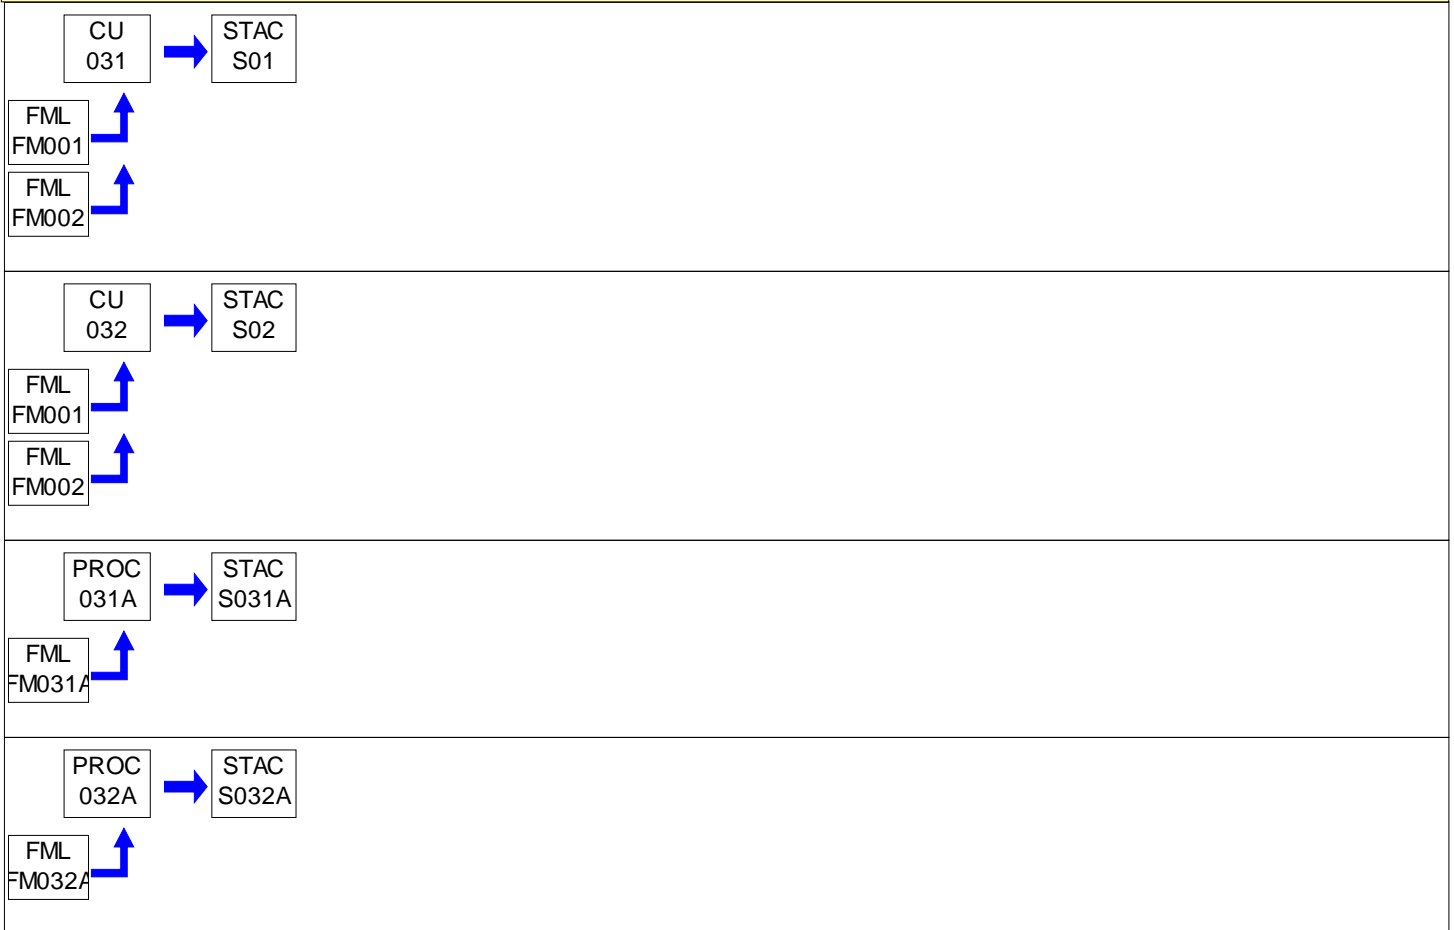 CU
031
STAC
S01
FML
FM001
FML
FM002
CU
032
STAC
S02
FML
FM001
FML
FM002
PROC
031A
STAC
S031A
FML
FM031A
PROC
032A
STAC
S032A
FML
FM032A